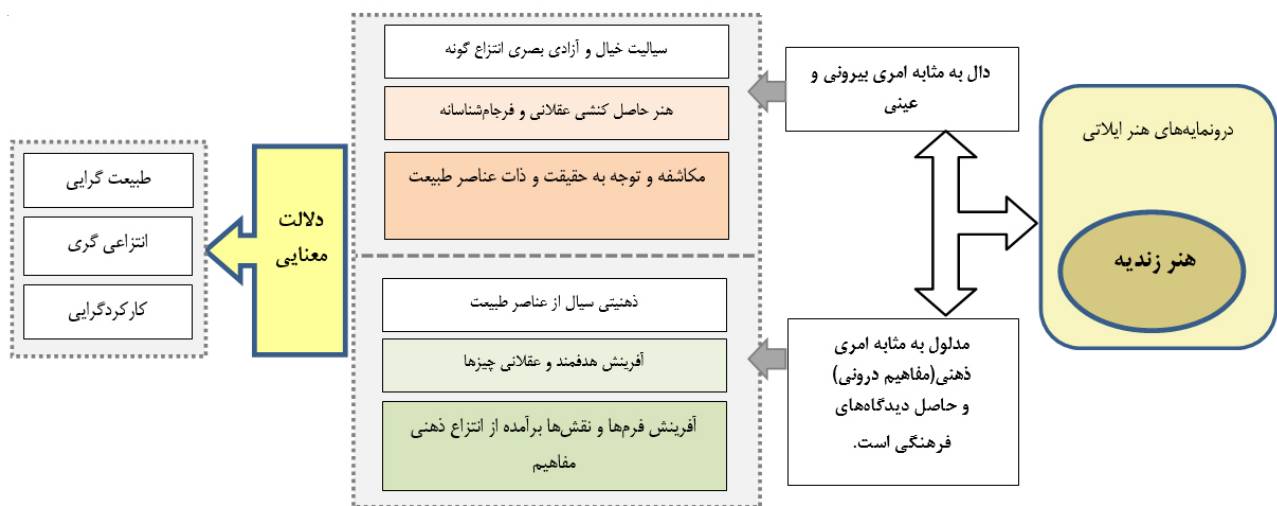 درونمایه‌های هنر ایلاتی
هنر زندیه
دال به مثابه امری بیرونی و
عینی
مدلول به مثابه امری
ذهنی(مفاهیم درونی)
و حاصل دیدگاه‌های
فرهنگی است.
سیالیت خیال و آزادی بصری انتزاع گونه
هنر حاصل کنشی عقلانی و فرجام‌شناسانه
مکاشفه و توجه به حقیقت و ذات عناصر طبیعت
ذهنیتی سیال از عناصر طبیعت
آفرینش هدفمند و عقلانی چیزها
آفرینش فرم‌ها و نقش‌ها برآمده از انتزاع ذهنی
مفاهیم
دلالت
معنایی
طبیعت گرایی
انتزاعی گری
کارکردگرایی